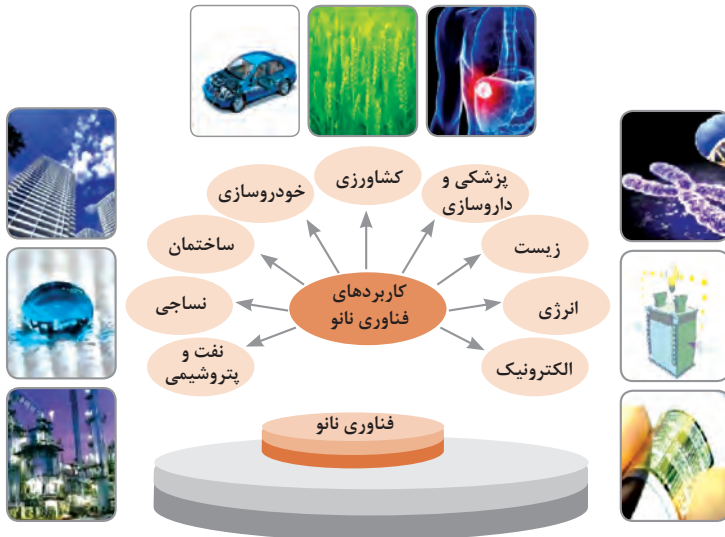 کشاورزی
پزشکی و
داروسازی
خودروسازی
زیست
ساختمان
کاربردهای
فناوری نانو
انرژی
نساجی
الکترونیک
نفت و
پتروشیمی
فناوری نانو